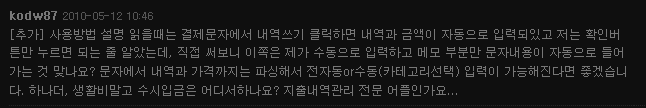 kodw87 2010-05-12 10:46
[추가] 사용방법 설명 읽을때는 결제문자에서 내역쓰기 클릭하면 내역과 금액이 자동으로 입력되있고 저는 확인버
튼만 누르면 되는 줄 알았는데, 직접 써보니 이쪽은 제가 수동으로 입력하고 메모 부분만 문자내용이 자동으로 들어
가는 것 맞나요? 문자에서 내역과 가격까지는 파싱해서 전자동or수동(카테고리선택) 입력이 가능해진다면 좋겠습니
다, 하나더, 생활비말고 수시입금은 어디서하나요? 지출내역관리 전문 어플인가요...